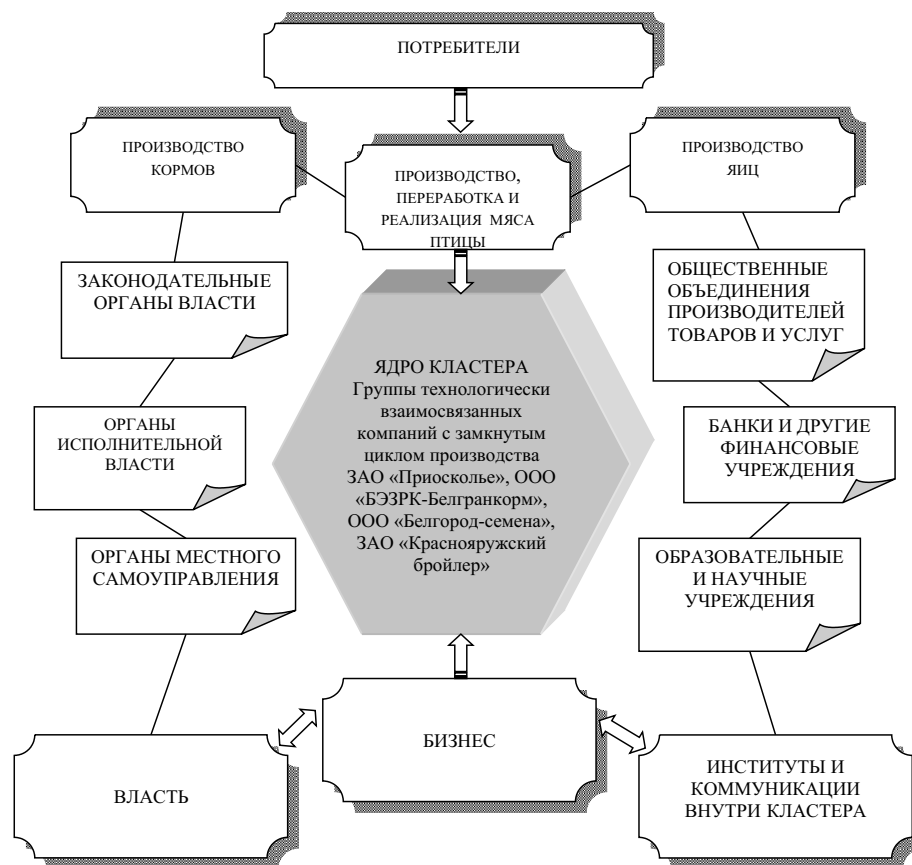 ПОТРЕБИТЕЛИ
ПРОИЗВОДСТВО
КОРМОВ
ПРОИЗВОДСТВО,
ПЕРЕРАБОТКА И
РЕАЛИЗАЦИЯ МЯСА
ПТИЦЫ
ПРОИЗВОДСТВО
ЯИЦ
ЗАКОНОДАТЕЛЬНЫЕ
ОРГАНЫ ВЛАСТИ
ОБЩЕСТВЕННЫЕ
ОБЪЕДИНЕНИЯ
ПРОИЗВОДИТЕЛЕЙ
ТОВАРОВ И УСЛУГ
ЯДРО КЛАСТЕРА
Группы технологически
взаимосвязанных
компаний с замкнутым
циклом производства
ЗАО «Приосколье», ООО
«БЭЗРК-Белгранкорм»,
ООО «Белгород-семена»,
ЗАО «Краснояружский
бройлер»
ОРГАНЫ
ИСПОЛНИТЕЛЬНОЙ
ВЛАСТИ
БАНКИ И ДРУГИЕ
ФИНАНСОВЫЕ
УЧРЕЖДЕНИЯ
ОРГАНЫ МЕСТНОГО
САМОУПРАВЛЕНИЯ
ОБРАЗОВАТЕЛЬНЫЕ
И НАУЧНЫЕ
УЧРЕЖДЕНИЯ
ВЛАСТЬ
БИЗНЕС
ИНСТИТУТЫ И
КОММУНИКАЦИИ
ВНУТРИ КЛАСТЕРА